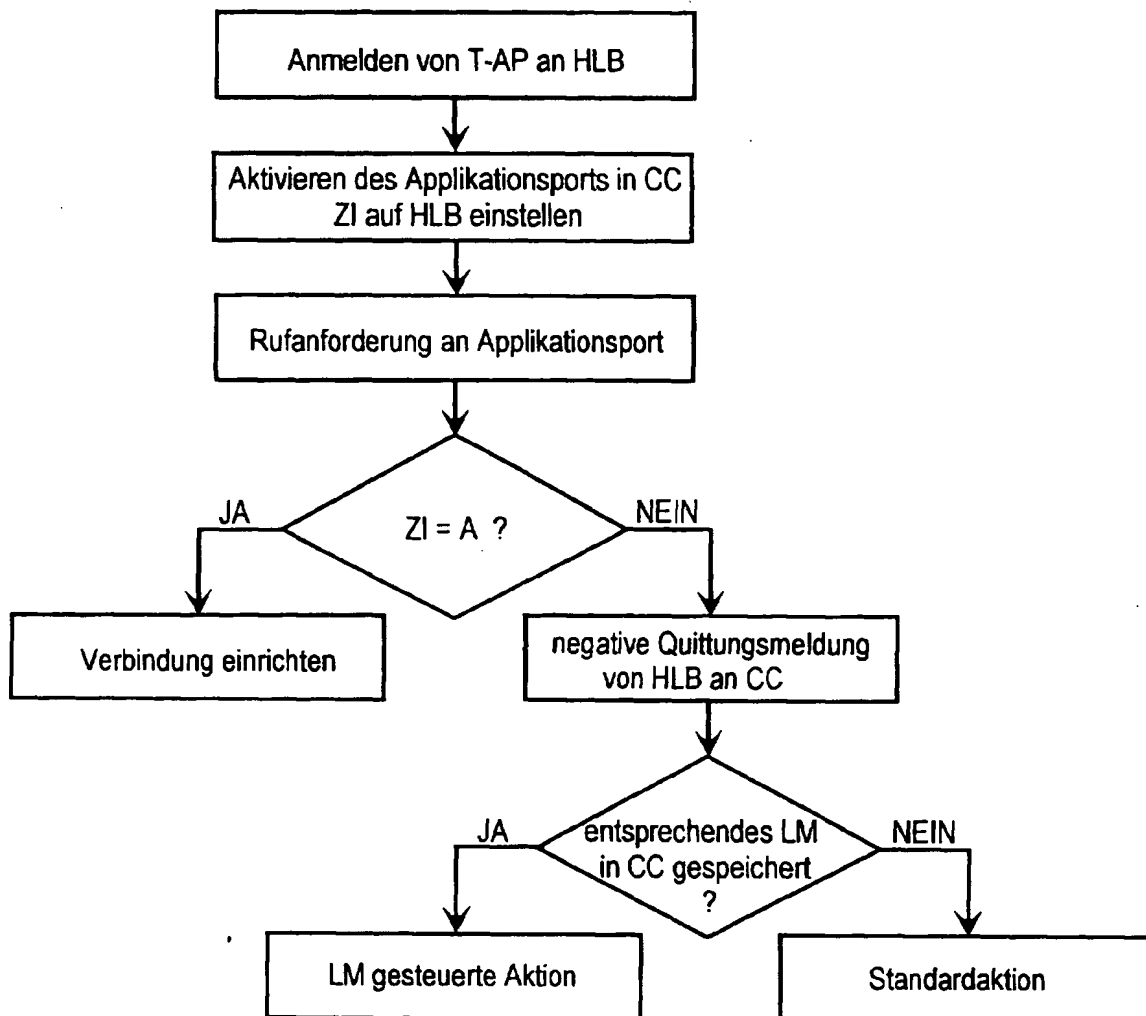 Anmelden von T-AP an HLB
Aktivieren des Applikationsports in CC
ZI auf HLB einstellen
Rufanforderung an Applikationsport
ZI = A ?
JA
NEIN
Verbindung einrichten
negative Quittungsmeldung
von HLB an CC
entsprechendes LM
in CC gespeichert
?
JA
NEIN
LM gesteuerte Aktion
Standardaktion